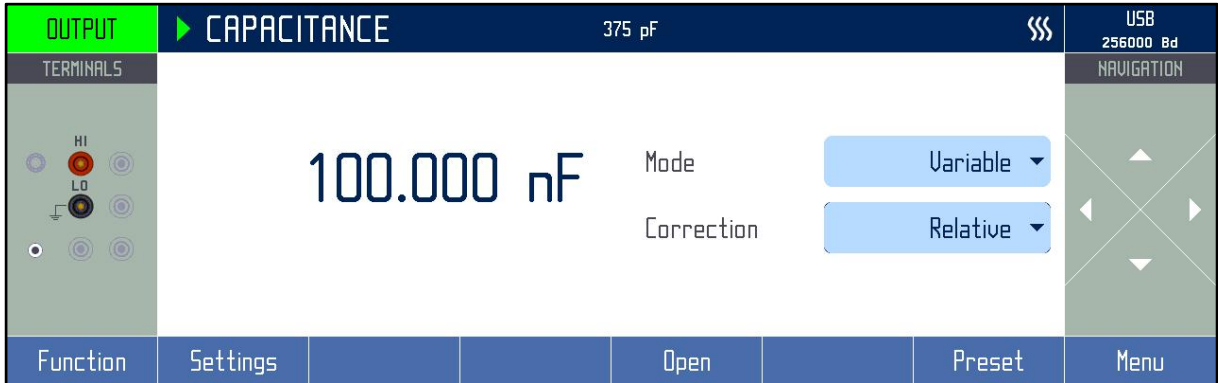 OUTPUT
CAPACITANCE
375 pF
USB
256000 Bd
TERMINALS
NAVIGATION
HI
LO
100.000 nF
Mode
Variable
Correction
Relative
Function
Settings
Open
Preset
Menu